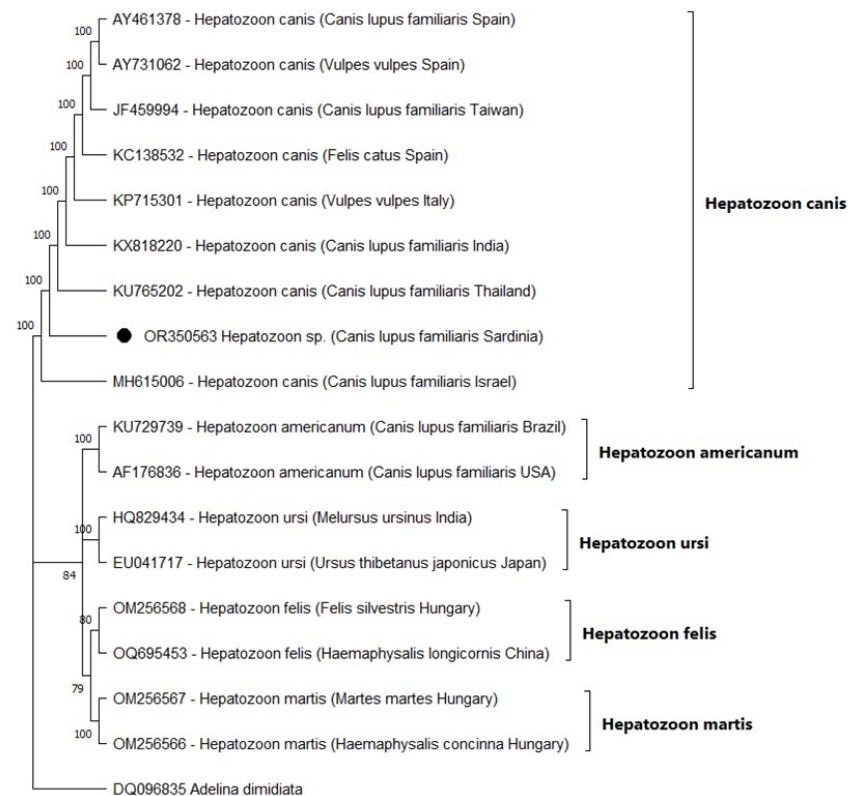 100
AY461378 - Hepatozoon canis (Canis lupus familiaris Spain)
100
AY731062 - Hepatozoon canis (Vulpes vulpes Spain)
100
JF459994 - Hepatozoon canis (Canis lupus familiaris Taiwan)
100
KC138532 - Hepatozoon canis (Felis catus Spain)
100
KP715301 - Hepatozoon canis (Vulpes vulpes Italy)
Hepatozoon canis
100
KX818220 - Hepatozoon canis (Canis lupus familiaris India)
100
KU765202 - Hepatozoon canis (Canis lupus familiaris Thailand)
100
OR350563 Hepatozoon sp. (Canis lupus familiaris Sardinia)
MH615006 - Hepatozoon canis (Canis lupus familiaris Israel)
KU729739 - Hepatozoon americanum (Canis lupus familiaris Brazil)
100
Hepatozoon americanum
AF176836 - Hepatozoon americanum (Canis lupus familiaris USA)
HQ829434 - Hepatozoon ursi (Melursus ursinus India)
100
Hepatozoon ursi
EU041717 - Hepatozoon ursi (Ursus thibetanus japonicus Japan)
84
OM256568 - Hepatozoon felis (Felis silvestris Hungary)
80
Hepatozoon felis
OQ695453 - Hepatozoon felis (Haemaphysalis longicornis China)
79
OM256567 - Hepatozoon martis (Martes martes Hungary)
Hepatozoon martis
100
OM256566 - Hepatozoon martis (Haemaphysalis concinna Hungary)
DQ096835 Adelina dimidiata